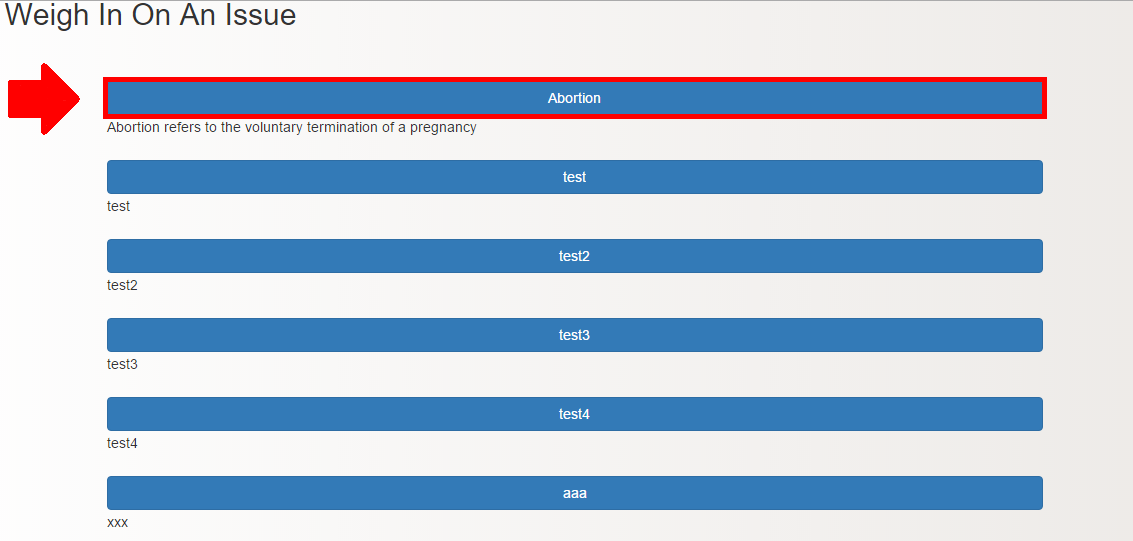 Weigh In On An Issue
Abortion
Abortion refers to the voluntary termination of a pregnancy
test
test
test2
test2
test3
test3
test4
test4
aaa
xxx